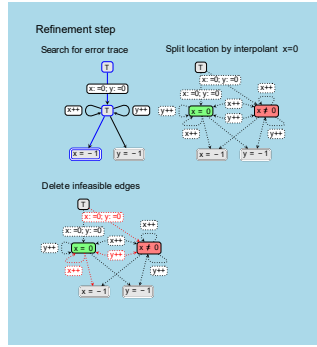 Refinement step
Search for error trace
T
x: =0; y: =0
x++
T
y++
x = − 1
y = − 1
Split location by interpolant x=0
T
x: =0; y: =0
x: =0; y: =0
x++
x++
x = 0
x ≠ 0
y++
y++
y++
x = − 1
y = − 1
Delete infeasible edges
T
x: =0; y: =0
x: =0; y: =0
x++
x++
y++
x = 0
x ≠ 0
y++
x++
y++
x = − 1
y = − 1